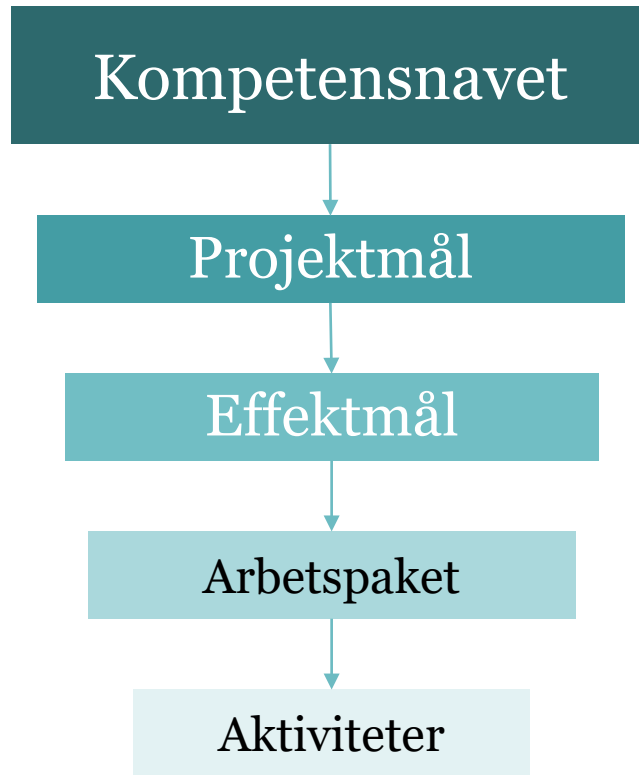 Kompetensnavet
Projektmål
Effektmål
Arbetspaket
Aktiviteter